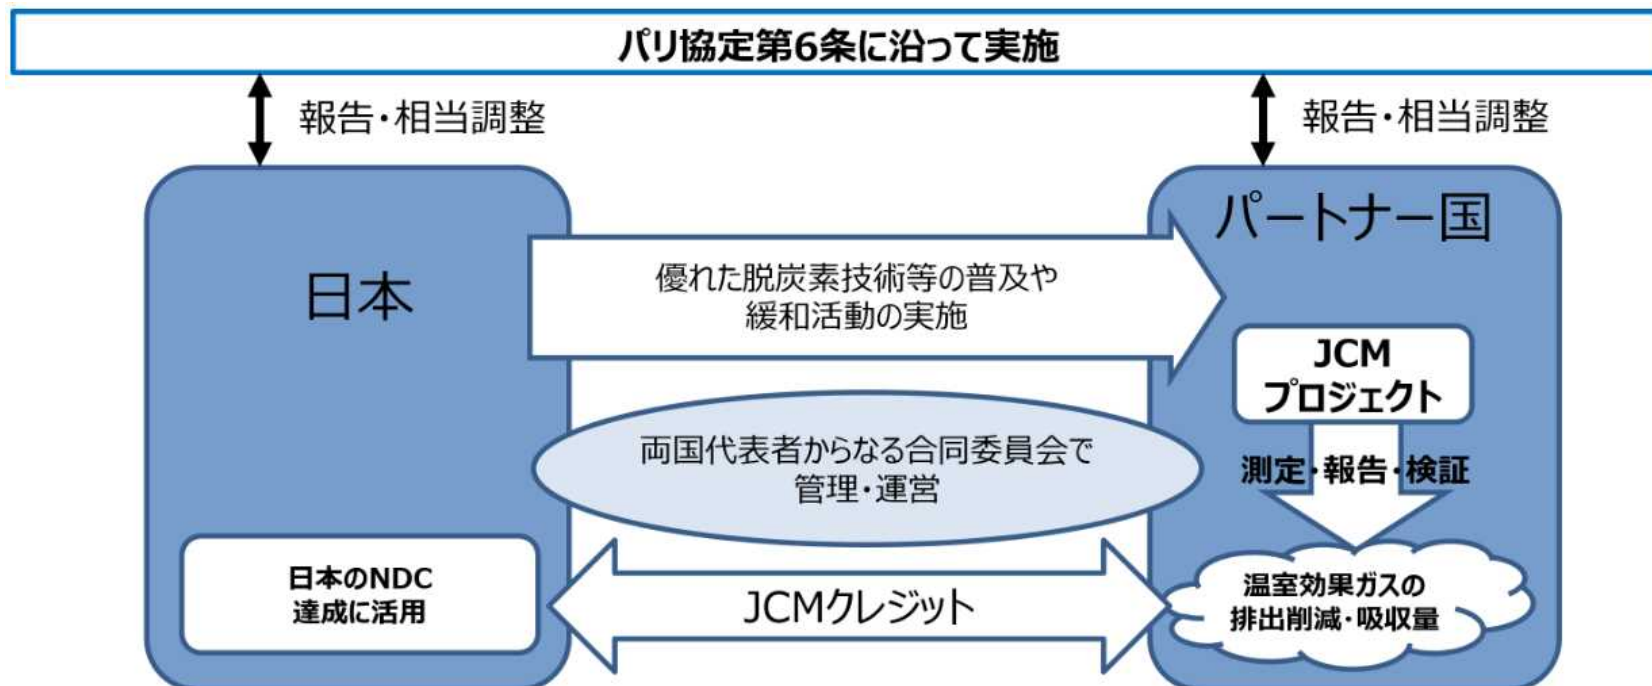 パリ協定第6条に沿って実施
報告・相当調整
報告・相当調整
日本
パートナー国
優れた脱炭素技術等の普及や
緩和活動の実施
JCM
プロジェクト
両国代表者からなる合同委員会で
管理・運営
測定・報告・検証
日本のNDC
達成に活用
JCMクレジット
温室効果ガスの
排出削減・吸収量